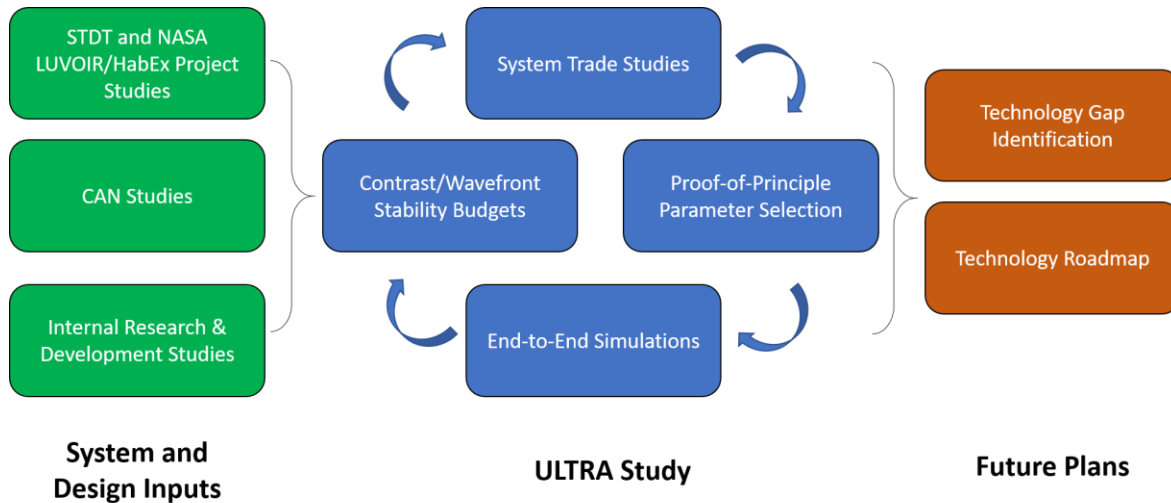 STDT and NASA
LUVOIR/HabEx Project
Studies
CAN Studies
Internal Research &
Development Studies
System and
Design Inputs
System Trade Studies
Contrast/Wavefront
Stability Budgets
Proof-of-Principle
Parameter Selection
End-to-End Simulations
ULTRA Study
Technology Gap
Identification
Technology Roadmap
Future Plans